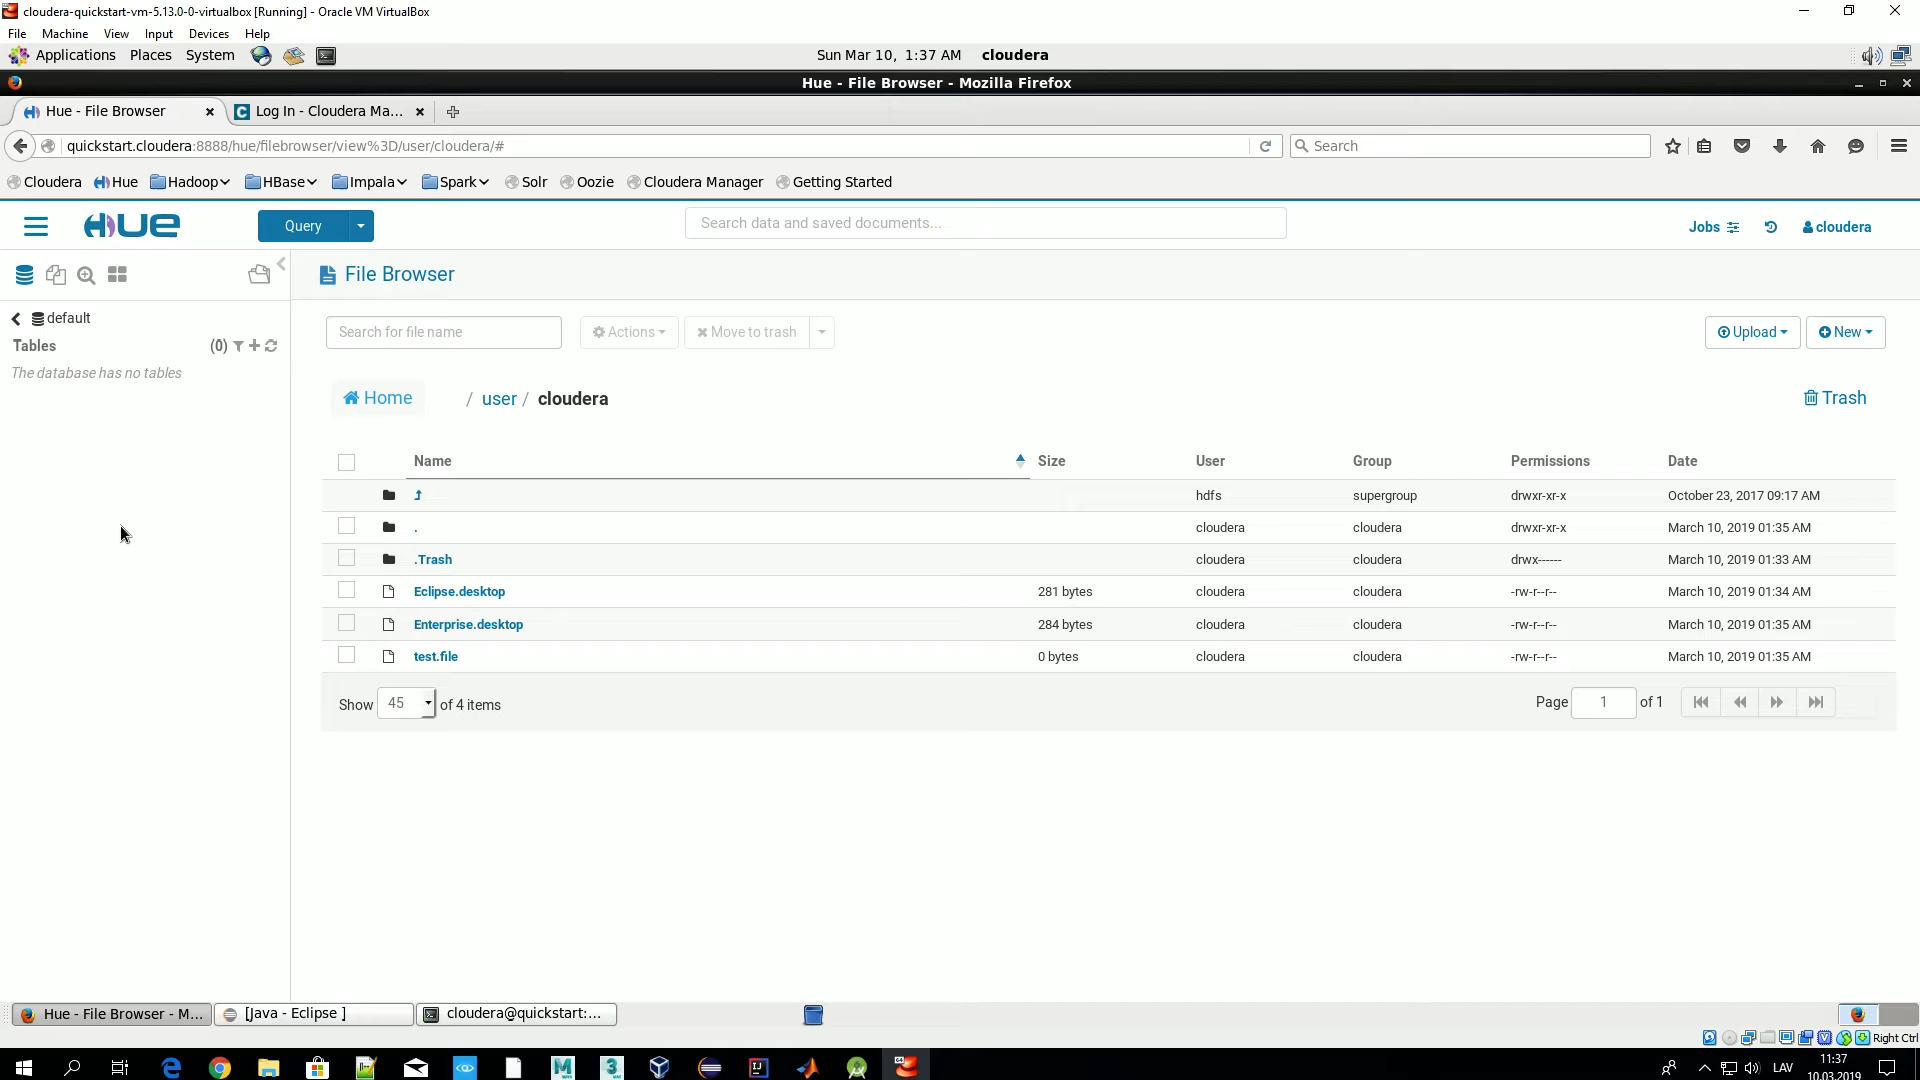 cloudera-quickstart-vm-5.13.0-0-virtualbox [Running] - Oracle VM VirtualBox
File Machine View Input Devices Help
Applications Places System Sun Mar 10, 1:37 AM cloudera
Hue - File Browser - Mozilla Firefox
Hue - File Browser Log In - Cloudera Ma...
quickstart.cloudera:8888/hue/filebrowser/view%3D/user/cloudera/# Search
Cloudera Hue Hadoop HBase Impala Spark Solr Oozie Cloudera Manager Getting Started
HUE Query Search data and saved documents... Jobs cloudera
File Browser
default
Tables (0)
The database has no tables
Search for file name Actions Move to trash Upload New
Home / user / cloudera Trash
Name Size User Group Permissions Date
hdfs supergroup drwxr-xr-x October 23, 2017 09:17 AM
. cloudera cloudera drwxr-xr-x March 10, 2019 01:35 AM
.Trash cloudera cloudera drwx------ March 10, 2019 01:33 AM
Eclipse.desktop 281 bytes cloudera cloudera -rw-r--r-- March 10, 2019 01:34 AM
Enterprise.desktop 284 bytes cloudera cloudera -rw-r--r-- March 10, 2019 01:35 AM
test.file 0 bytes cloudera cloudera -rw-r--r-- March 10, 2019 01:35 AM
Show 45 of 4 items Page 1 of 1
Hue - File Browser - M... [Java - Eclipse ] cloudera@quickstart:...
Right Ctrl
LAV 11:37
10.03.2019